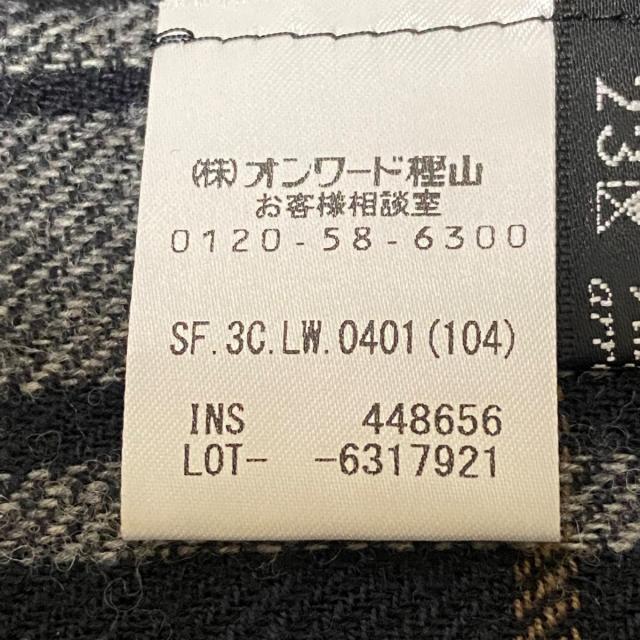 (株)オンワード樫山
お客様相談室
0120-58-6300
SF.3C.LW.0401(104)
INS 448656
LOT- -6317921